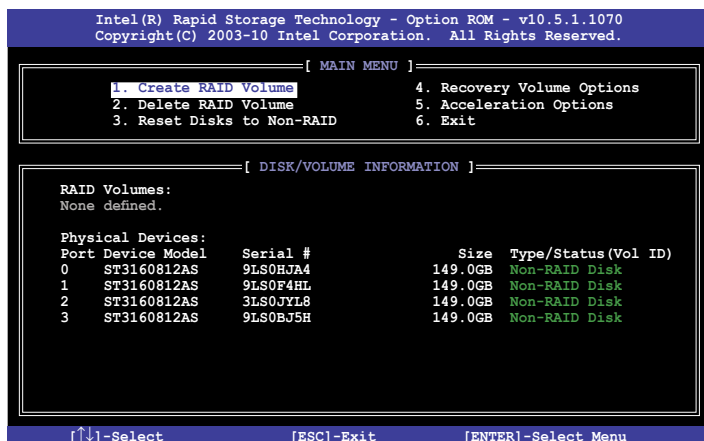 Intel(R) Rapid Storage Technology - Option ROM - v10.5.1.1070
Copyright(C) 2003-10 Intel Corporation. All Rights Reserved.
[ MAIN MENU ]
1. Create RAID Volume 4. Recovery Volume Options
2. Delete RAID Volume 5. Acceleration Options
3. Reset Disks to Non-RAID 6. Exit
[ DISK/VOLUME INFORMATION ]
RAID Volumes:
None defined.
Physical Devices:
Port Device Model Serial # Size Type/Status(Vol ID)
0 ST3160812AS 9LS0HJA4 149.0GB Non-RAID Disk
1 ST3160812AS 9LS0F4HL 149.0GB Non-RAID Disk
2 ST3160812AS 3LS0JYL8 149.0GB Non-RAID Disk
3 ST3160812AS 9LS0BJ5H 149.0GB Non-RAID Disk
[↑↓]-Select [ESC]-Exit [ENTER]-Select Menu